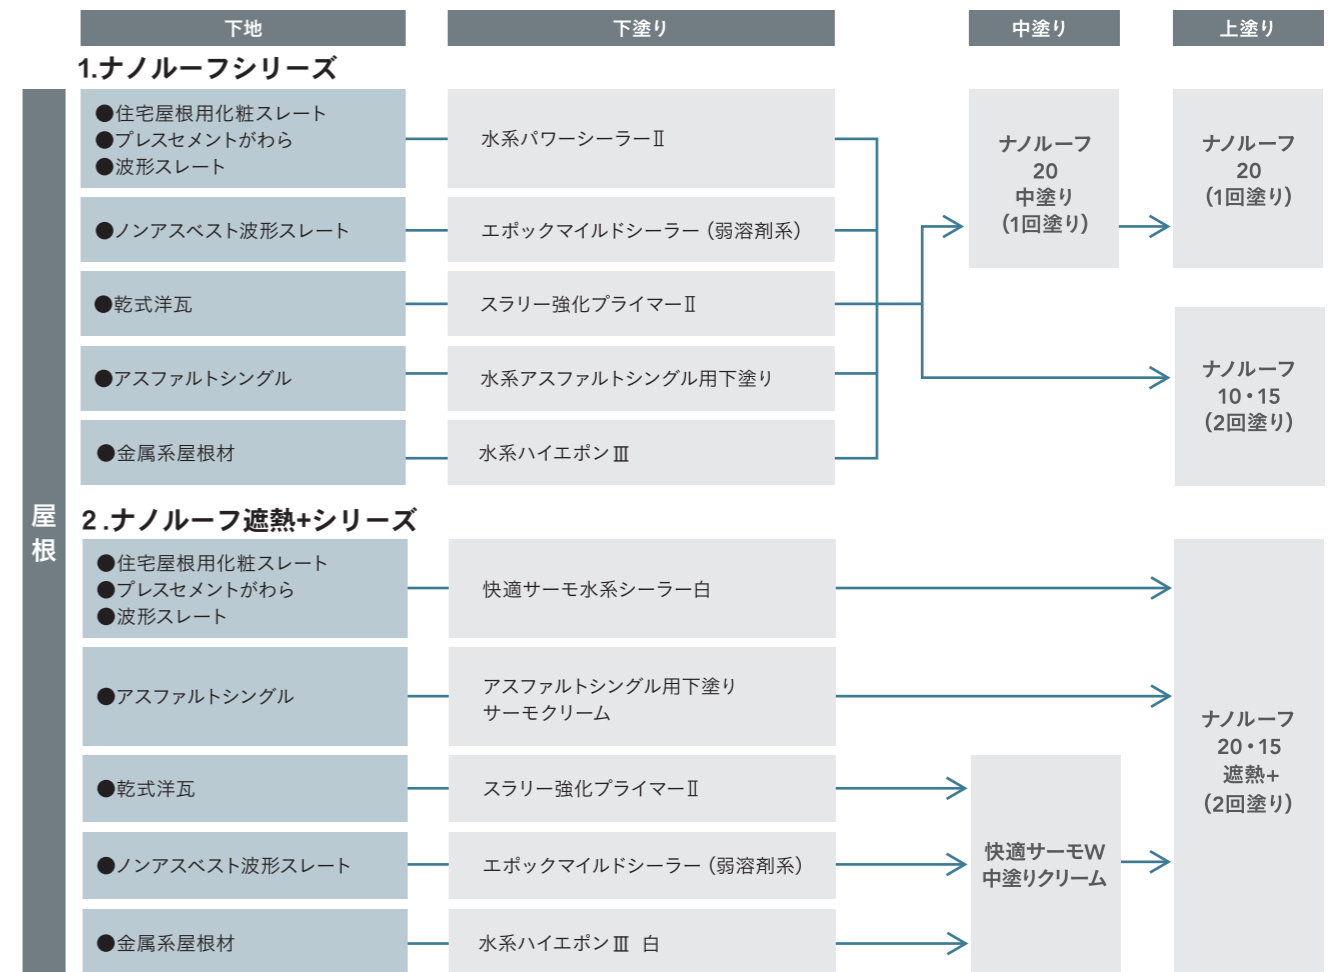 下地
下塗り
中塗り
上塗り
1.ナノルーフシリーズ
屋根
●住宅屋根用化粧スレート
●プレスセメントがわら
●波形スレート
水系パワーシーラーⅡ
●ノンアスベスト波形スレート
エポックマイルドシーラー（弱溶剤系）
●乾式洋瓦
スラリー強化プライマーⅡ
●アスファルトシングル
水系アスファルトシングル用下塗り
●金属系屋根材
水系ハイエポンⅢ
ナノルーフ
20
中塗り
(1回塗り)
ナノルーフ
20
(1回塗り)
ナノルーフ
10・15
(2回塗り)
2.ナノルーフ遮熱+シリーズ
●住宅屋根用化粧スレート
●プレスセメントがわら
●波形スレート
快適サーモ水系シーラー白
●アスファルトシングル
アスファルトシングル用下塗り
サーモクリーム
●乾式洋瓦
スラリー強化プライマーⅡ
●ノンアスベスト波形スレート
エポックマイルドシーラー（弱溶剤系）
●金属系屋根材
水系ハイエポンⅢ 白
快適サーモW
中塗りクリーム
ナノルーフ
20・15
遮熱+
(2回塗り)